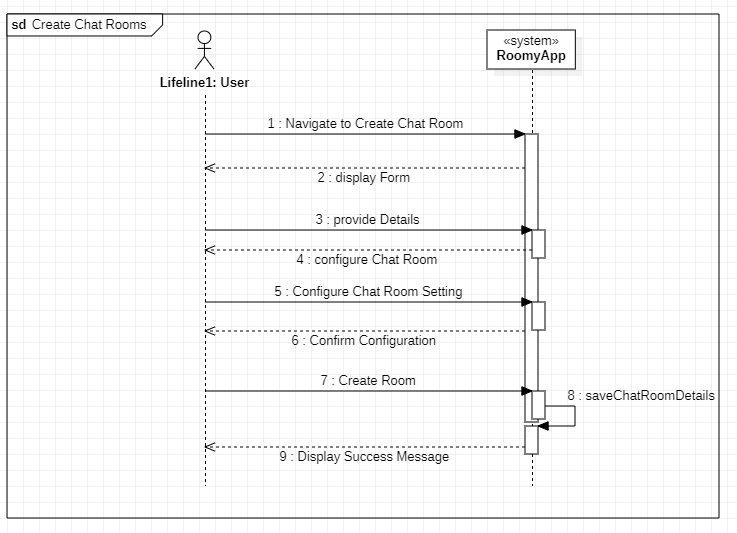 sd Create Chat Rooms
«system»
RoomyApp
Lifeline1: User
1 : Navigate to Create Chat Room
2 : display Form
3 : provide Details
4 : configure Chat Room
5 : Configure Chat Room Setting
6 : Confirm Configuration
7 : Create Room
8 : saveChatRoomDetails
9 : Display Success Message